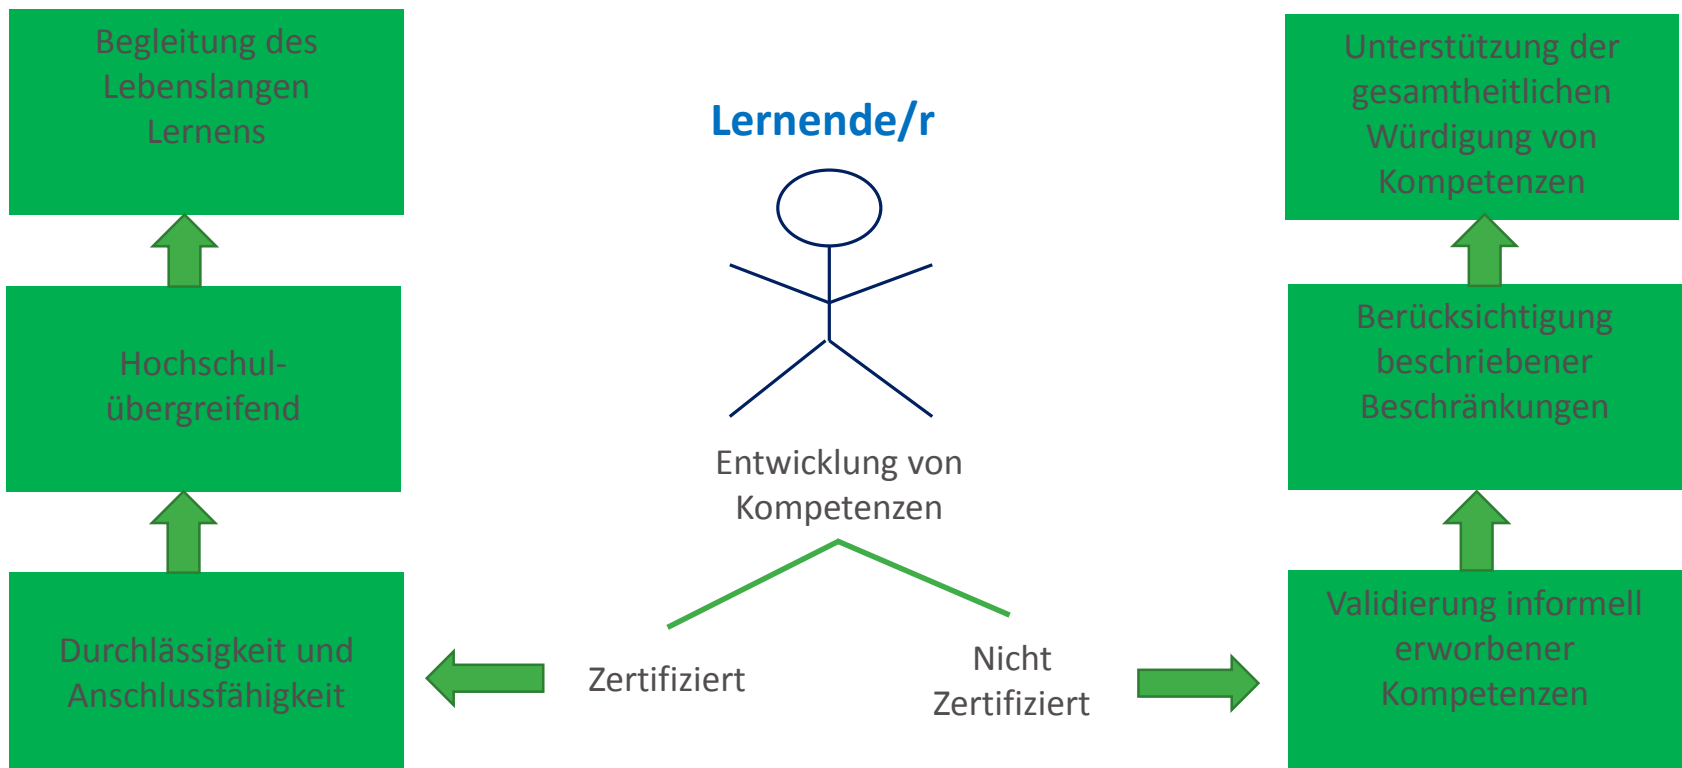 Begleitung des
Lebenslangen
Lernens
Hochschul-
übergreifend
Durchlässigkeit und
Anschlussfähigkeit
Lernende/r
Entwicklung von
Kompetenzen
Zertifiziert
Nicht
Zertifiziert
Unterstützung der
gesamtheitlichen
Würdigung von
Kompetenzen
Berücksichtigung
beschriebener
Beschränkungen
Validierung informell
erworbener
Kompetenzen